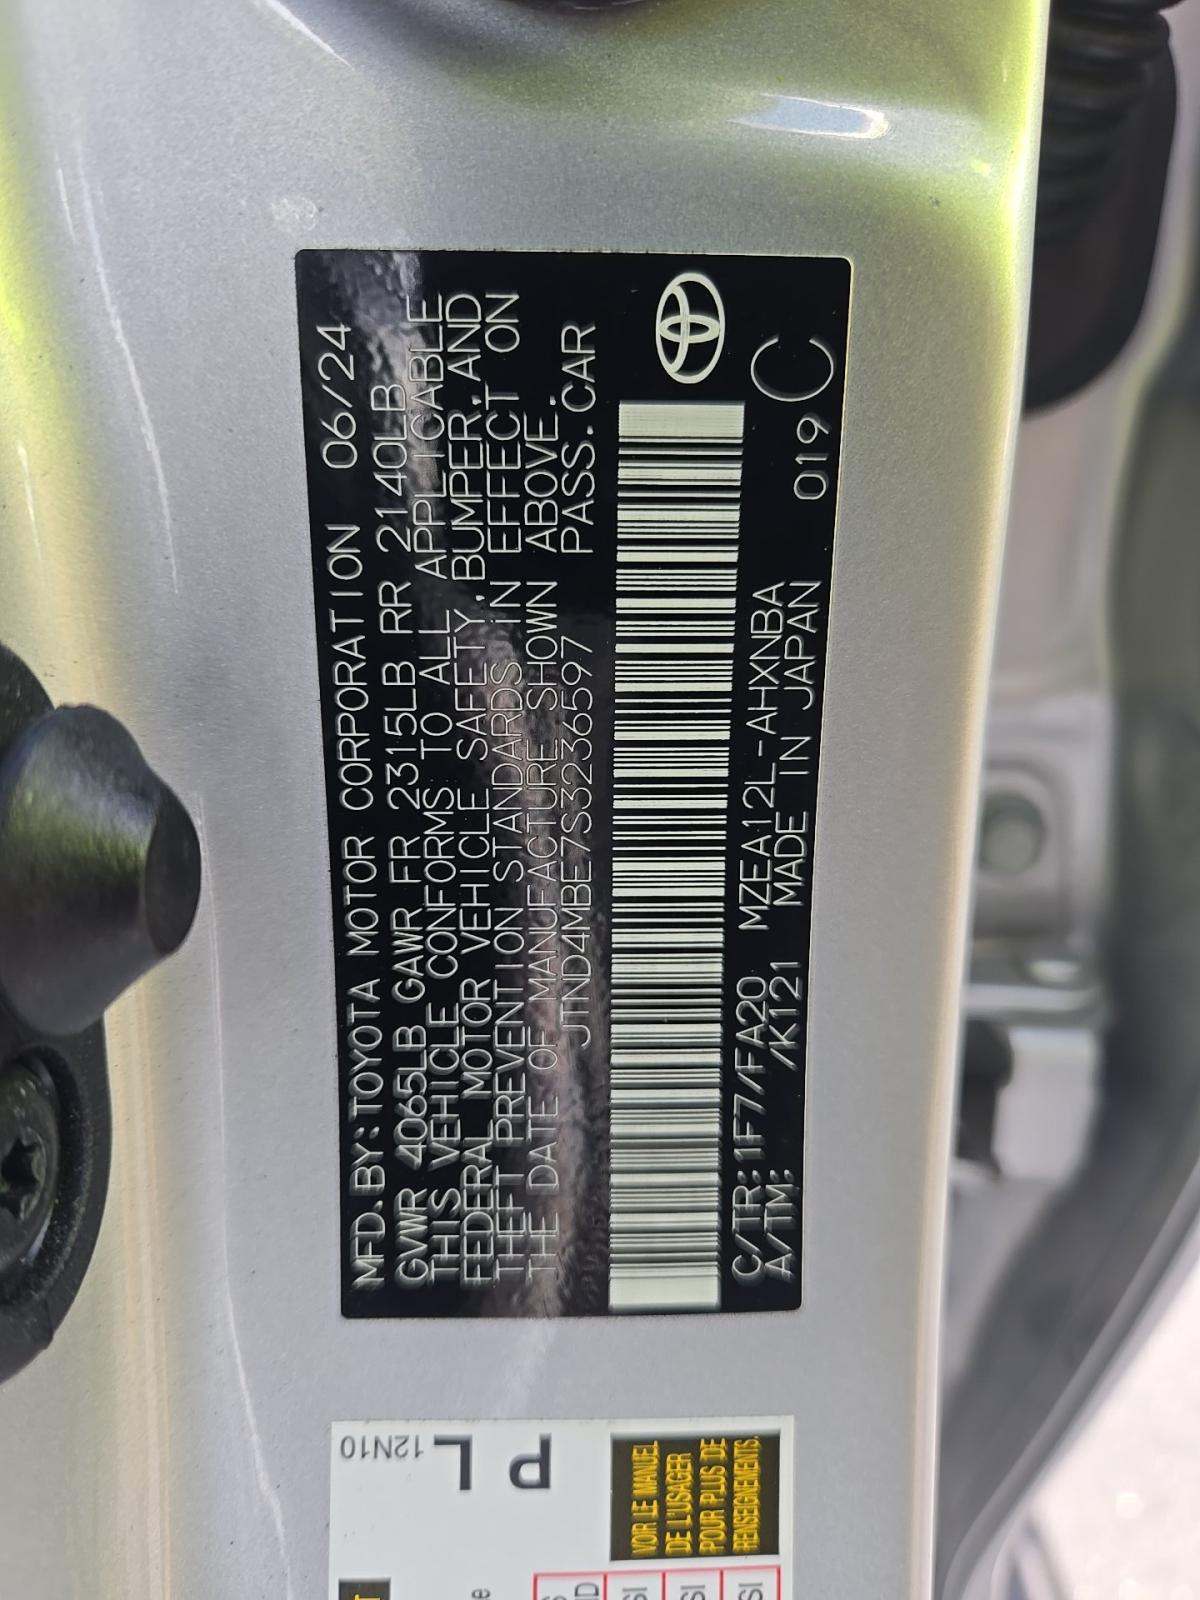 MFD.BY:TOYOTA MOTOR CORPORATION 06/24
GVWR 4065LB GAWR FR 2315LB RR 2140LB
THIS VEHICLE CONFORMS TO ALL APPLICABLE
FEDERAL MOTOR VEHICLE SAFETY,BUMPER,AND
THEFT PREVENTION STANDARDS IN EFFECT ON
THE DATE OF MANUFACTURE SHOWN ABOVE.
JTND4MBE7S3236597 PASS.CAR
C/TR:1F7/FA20 MZEA12L-AHXNBA
A/TM: /K121 MADE IN JAPAN
019 C
12N10
P L
VOIR LE MANUEL
DE L'USAGER
POUR PLUS DE
RENSEIGNEMENTS.